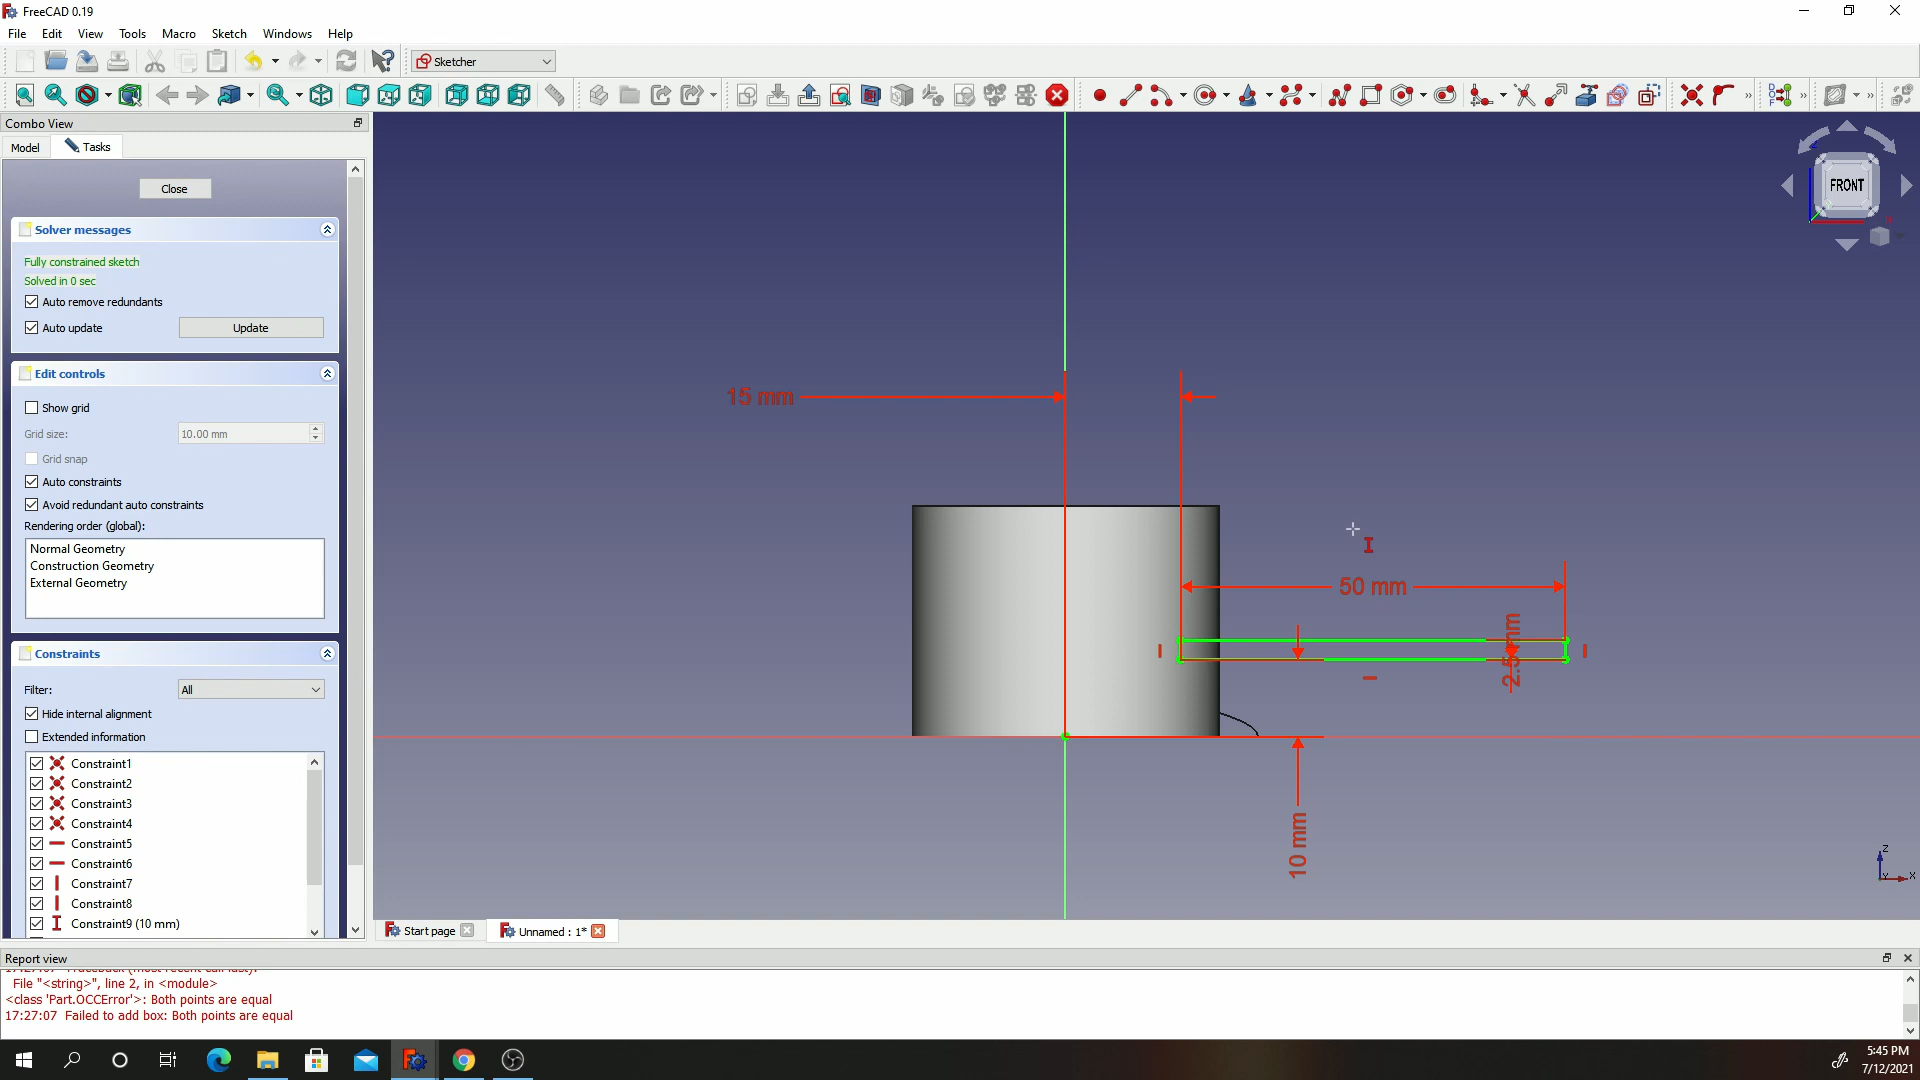 FreeCAD 0.19
File Edit View Tools Macro Sketch Windows Help
Sketcher
Combo View
Model Tasks
Close
Solver messages
Fully constrained sketch
Solved in 0 sec
Auto remove redundants
Auto update Update
Edit controls
Show grid
Grid size: 10.00 mm
Grid snap
Auto constraints
Avoid redundant auto constraints
Rendering order (global):
Normal Geometry
Construction Geometry
External Geometry
Constraints
Filter: All
Hide internal alignment
Extended information
Constraint1
Constraint2
Constraint3
Constraint4
Constraint5
Constraint6
Constraint7
Constraint8
Constraint9 (10 mm)
FRONT
15 mm
50 mm
2.5 mm
10 mm
Z
Y X
Start page Unnamed : 1*
Report view
File "<string>", line 2, in <module>
<class 'Part.OCCError'>: Both points are equal
17:27:07 Failed to add box: Both points are equal
5:45 PM
7/12/2021